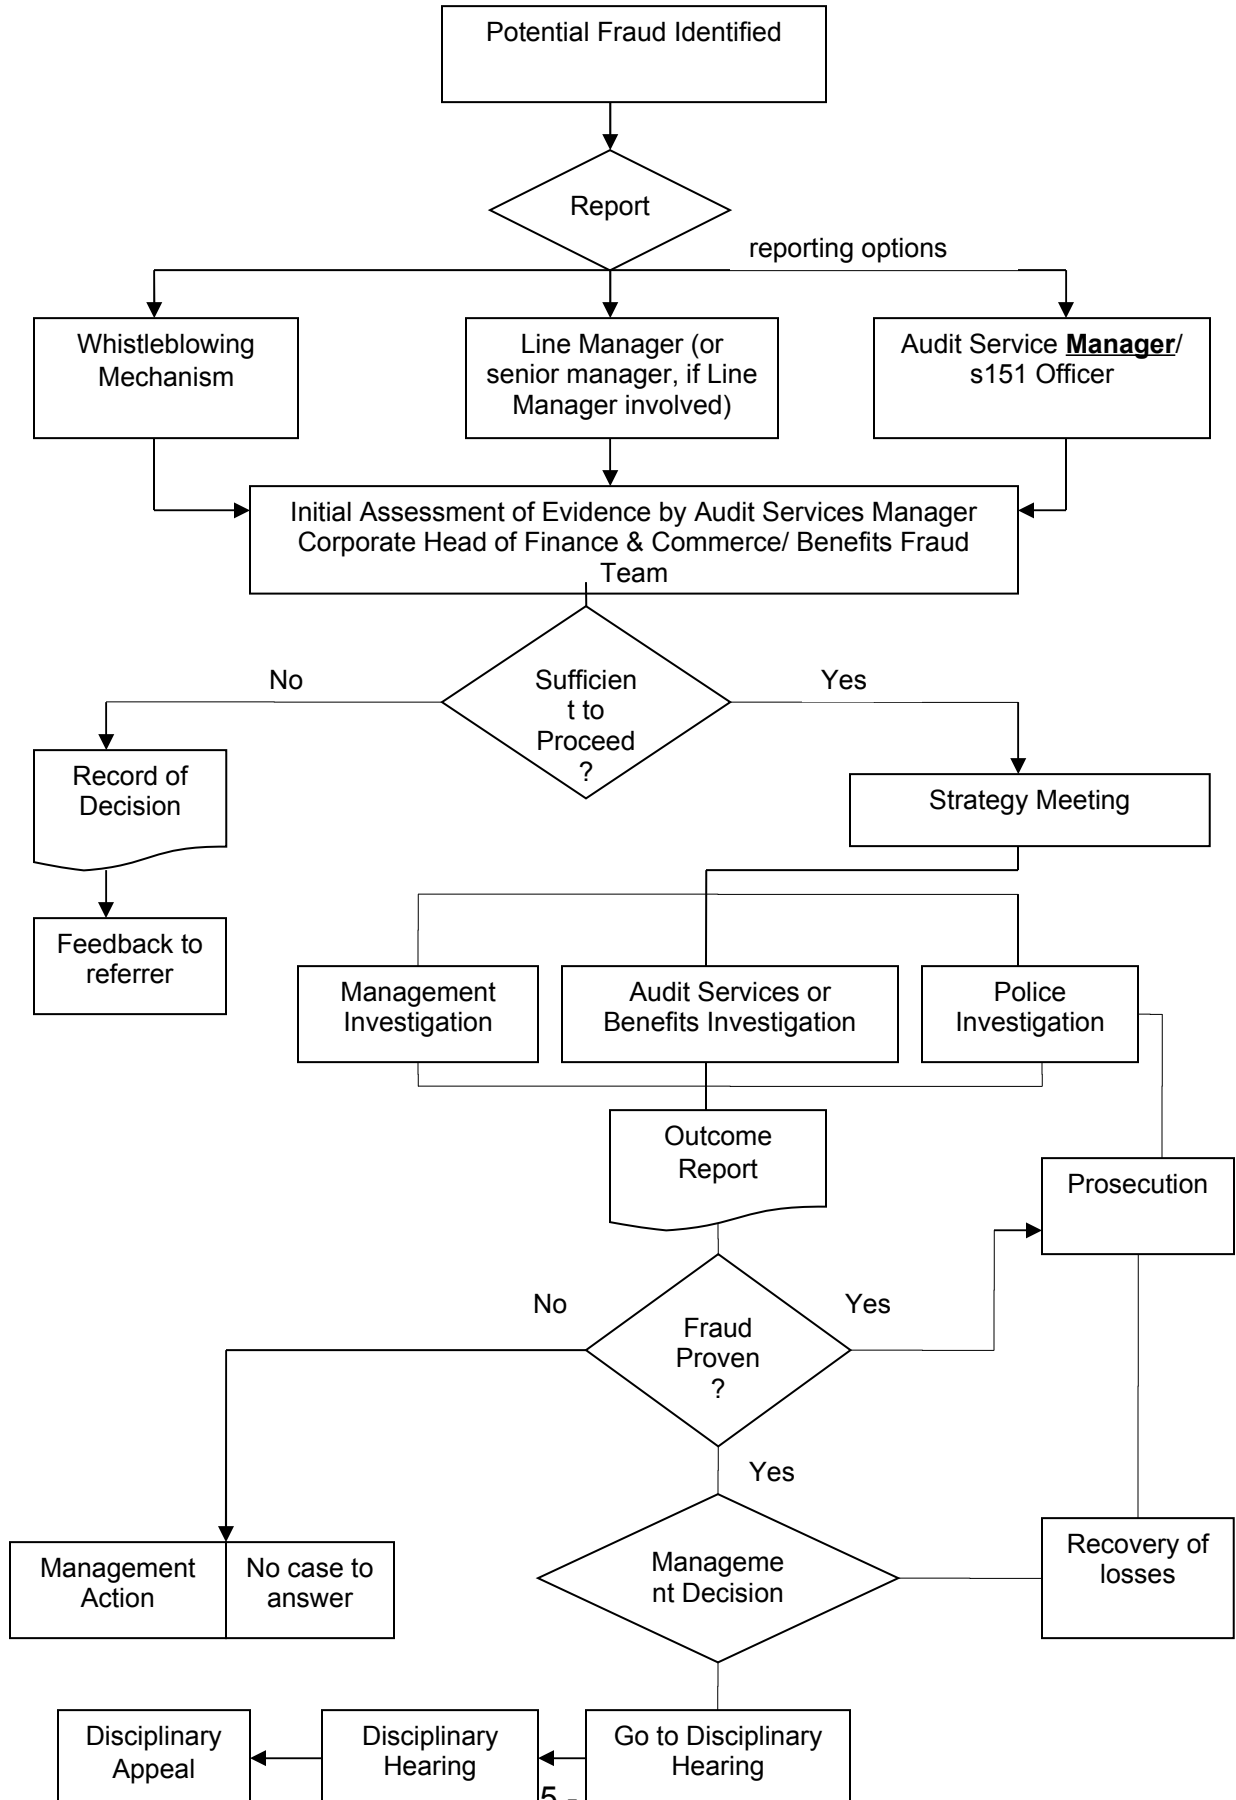 Potential Fraud Identified
Report
reporting options
Whistleblowing
Mechanism
Line Manager (or
senior manager, if Line
Manager involved)
Audit Service Manager/
s151 Officer
Initial Assessment of Evidence by Audit Services Manager
Corporate Head of Finance & Commerce/ Benefits Fraud
Team
No
Sufficien
t to
Proceed
?
Yes
Record of
Decision
Strategy Meeting
Feedback to
referrer
Management
Investigation
Audit Services or
Benefits Investigation
Police
Investigation
Outcome
Report
Prosecution
No
Fraud
Proven
?
Yes
Yes
Management
Action
No case to
answer
Manageme
nt Decision
Recovery of
losses
Disciplinary
Appeal
Disciplinary
Hearing
Go to Disciplinary
Hearing
5 -